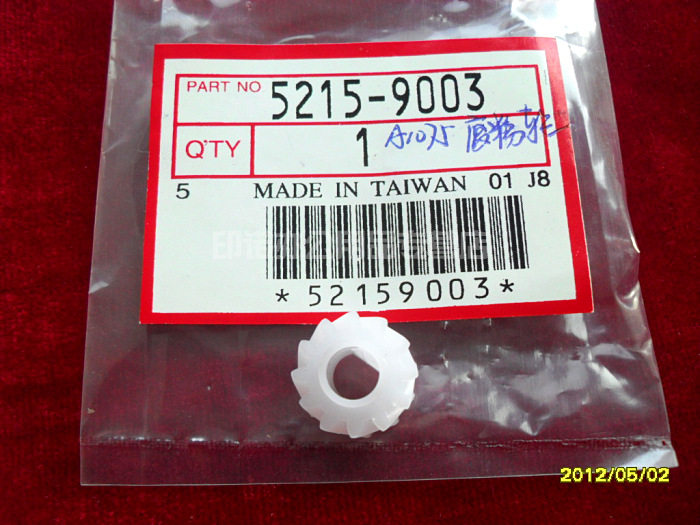 PART NO 5215-9003
Q'TY 1 A1075 废粉
5 MADE IN TAIWAN 01 J8
*52159003*
2012/05/02